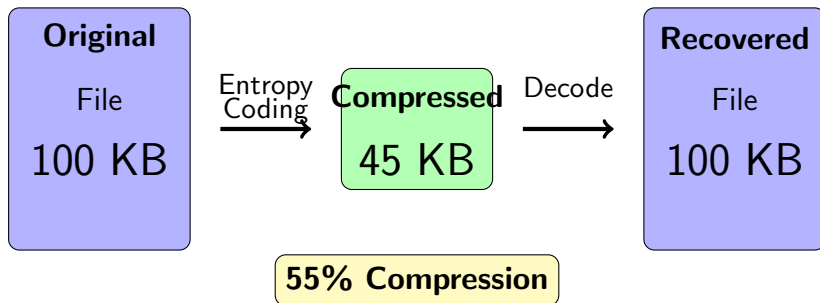 Original
File
100 KB
Entropy
Coding
Compressed
45 KB
Decode
Recovered
File
100 KB
55% Compression